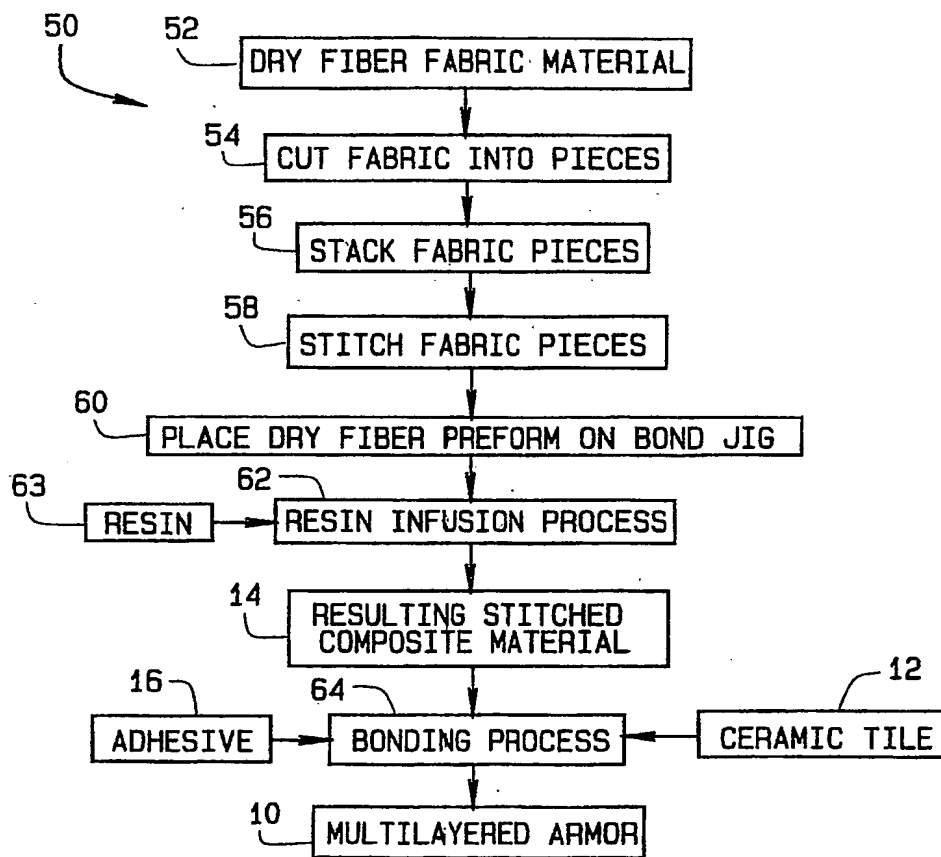 50
52
DRY FIBER FABRIC MATERIAL
54
CUT FABRIC INTO PIECES
56
STACK FABRIC PIECES
58
STITCH FABRIC PIECES
60
PLACE DRY FIBER PREFORM ON BOND JIG
63
RESIN
62
RESIN INFUSION PROCESS
14
RESULTING STITCHED
COMPOSITE MATERIAL
16
ADHESIVE
64
BONDING PROCESS
12
CERAMIC TILE
10
MULTILAYERED ARMOR